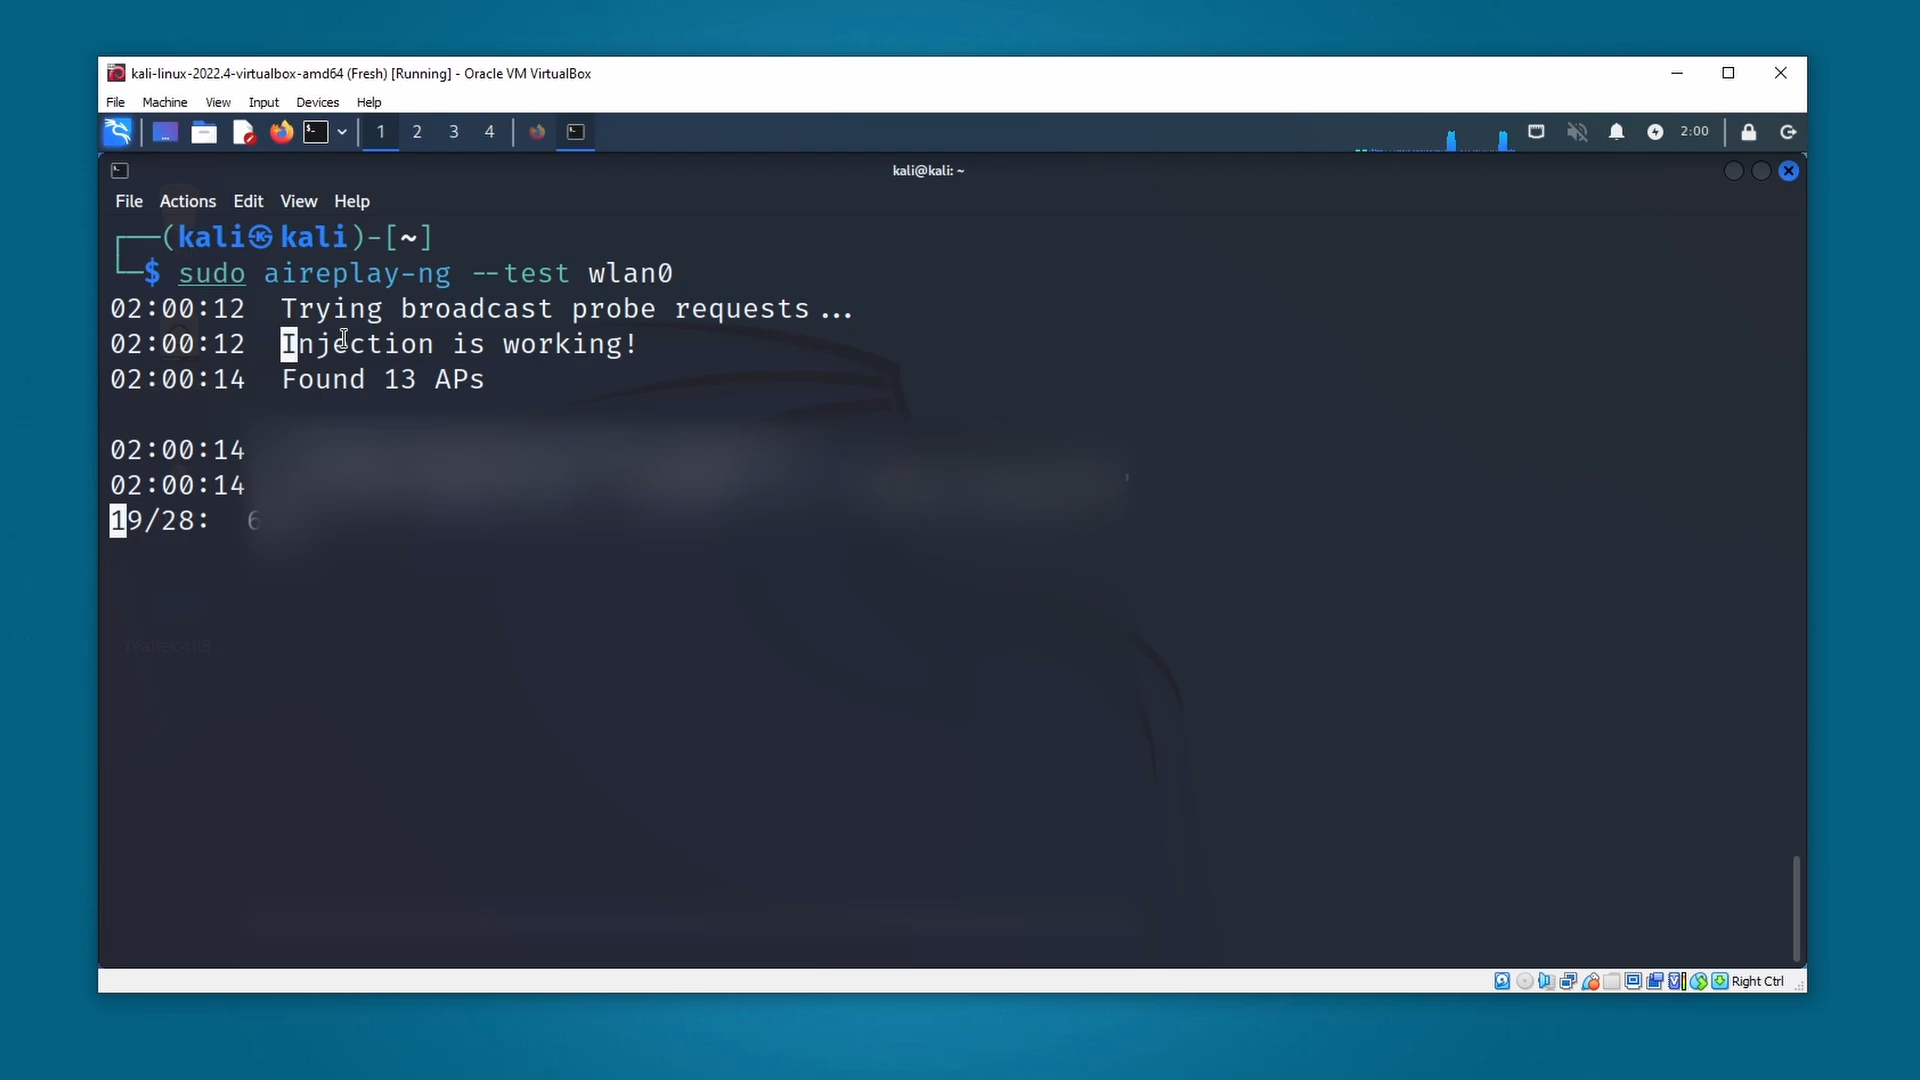 kali-linux-2022.4-virtualbox-amd64 (Fresh) [Running] - Oracle VM VirtualBox
File Machine View Input Devices Help
1 2 3 4 2:00
kali@kali: ~
File Actions Edit View Help
(kali㉿kali)-[~]
$ sudo aireplay-ng --test wlan0
02:00:12 Trying broadcast probe requests...
02:00:12 Injection is working!
02:00:14 Found 13 APs
02:00:14
02:00:14
19/28: 6
Right Ctrl